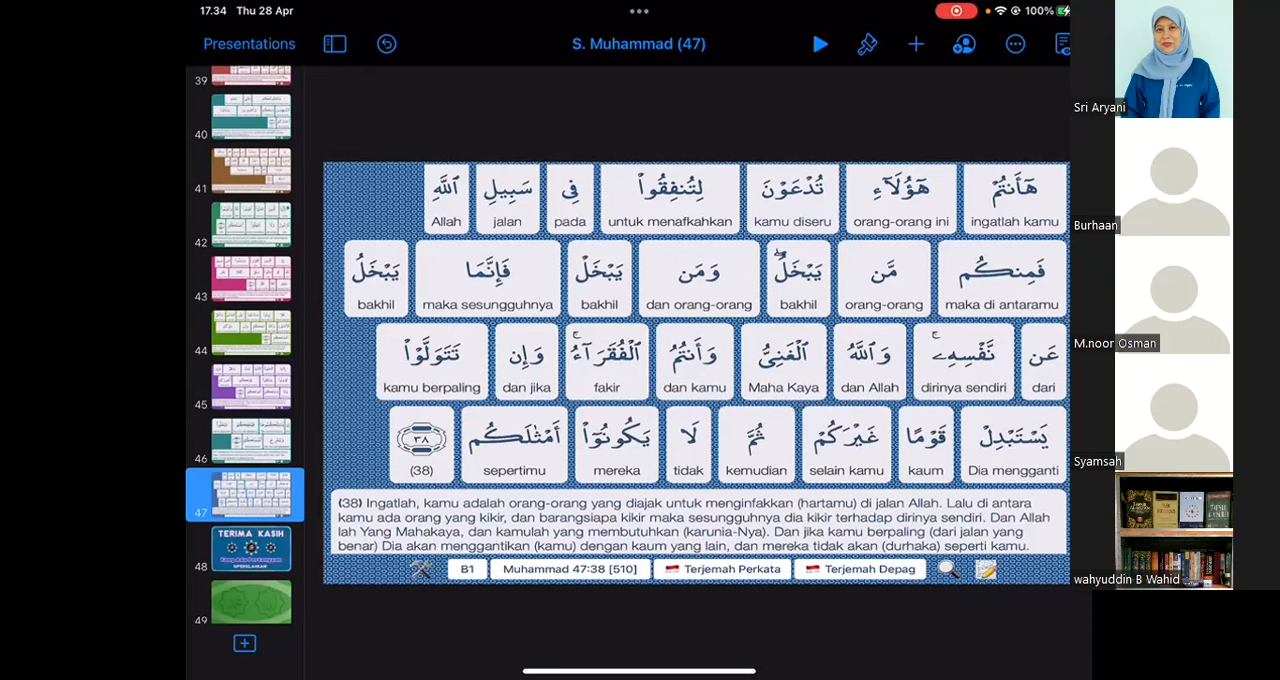 17.34 Thu 28 Apr
100%
Presentations
S. Muhammad (47)
39
40
41
42
43
44
45
46
47
48
49
TERIMA KASIH
هَٰٓأَنتُمْ هَٰٓؤُلَآءِ تُدْعَوْنَ لِتُنفِقُوا۟ فِى سَبِيلِ ٱللَّهِ
ingatlah kamu orang-orang ini kamu diseru untuk menafkahkan pada jalan Allah
فَمِنكُم مَّن يَبْخَلُ ۖ وَمَن يَبْخَلْ فَإِنَّمَا يَبْخَلُ
maka di antaramu orang-orang bakhil dan orang-orang bakhil maka sesungguhnya bakhil
عَن نَّفْسِهِۦ ۚ وَٱللَّهُ ٱلْغَنِىُّ وَأَنتُمُ ٱلْفُقَرَآءُ ۚ وَإِن تَتَوَلَّوْا۟
dari dirinya sendiri dan Allah Maha Kaya dan kamu fakir dan jika kamu berpaling
يَسْتَبْدِلْ قَوْمًا غَيْرَكُمْ ثُمَّ لَا يَكُونُوٓا۟ أَمْثَٰلَكُم ٣٨
Dia mengganti kaum selain kamu kemudian tidak mereka sepertimu (38)
(38) Ingatlah, kamu adalah orang-orang yang diajak untuk menginfakkan (hartamu) di jalan Allah. Lalu di antara
kamu ada orang yang kikir, dan barangsiapa kikir maka sesungguhnya dia kikir terhadap dirinya sendiri. Dan Allah
lah Yang Mahakaya, dan kamulah yang membutuhkan (karunia-Nya). Dan jika kamu berpaling (dari jalan yang
benar) Dia akan menggantikan (kamu) dengan kaum yang lain, dan mereka tidak akan (durhaka) seperti kamu.
B1 Muhammad 47:38 [510] Terjemah Perkata Terjemah Depag
Sri Aryani
Burhaan
M.noor Osman
Syamsah
wahyuddin B Wahid